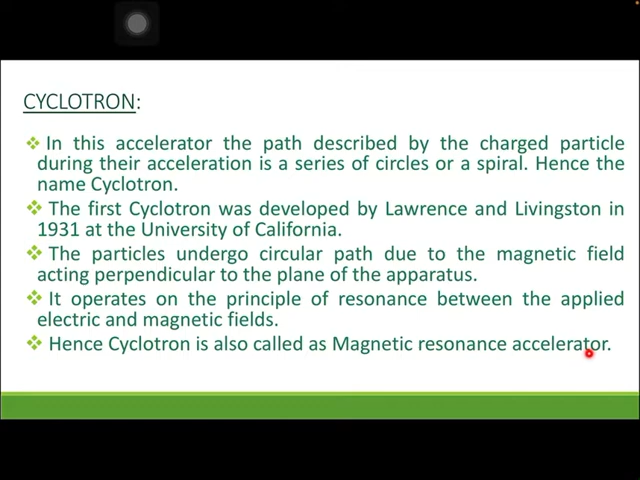 CYCLOTRON:
In this accelerator the path described by the charged particle
during their acceleration is a series of circles or a spiral. Hence the
name Cyclotron.
The first Cyclotron was developed by Lawrence and Livingston in
1931 at the University of California.
The particles undergo circular path due to the magnetic field
acting perpendicular to the plane of the apparatus.
It operates on the principle of resonance between the applied
electric and magnetic fields.
Hence Cyclotron is also called as Magnetic resonance accelerator.